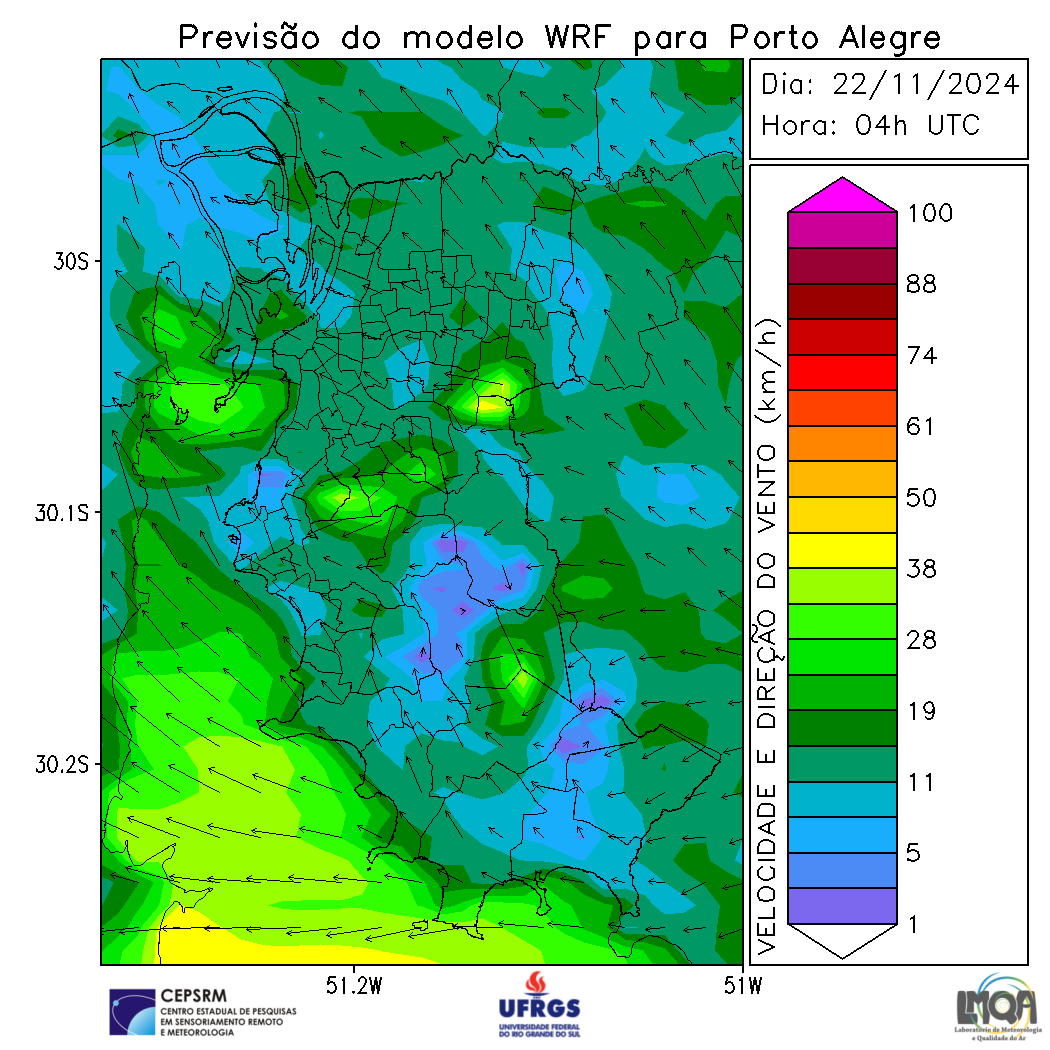 Previsão do modelo WRF para Porto Alegre
Dia: 22/11/2024
Hora: 04h UTC
30S
30.1S
30.2S
51.2W
51W
VELOCIDADE E DIREÇÃO DO VENTO (km/h)
100
88
74
61
50
38
28
19
11
5
1
CEPSRM
CENTRO ESTADUAL DE PESQUISAS
EM SENSORIAMENTO REMOTO
E METEOROLOGIA
UFRGS
UNIVERSIDADE FEDERAL
DO RIO GRANDE DO SUL
LMQA
Laboratório de Meteorologia
e Qualidade do Ar